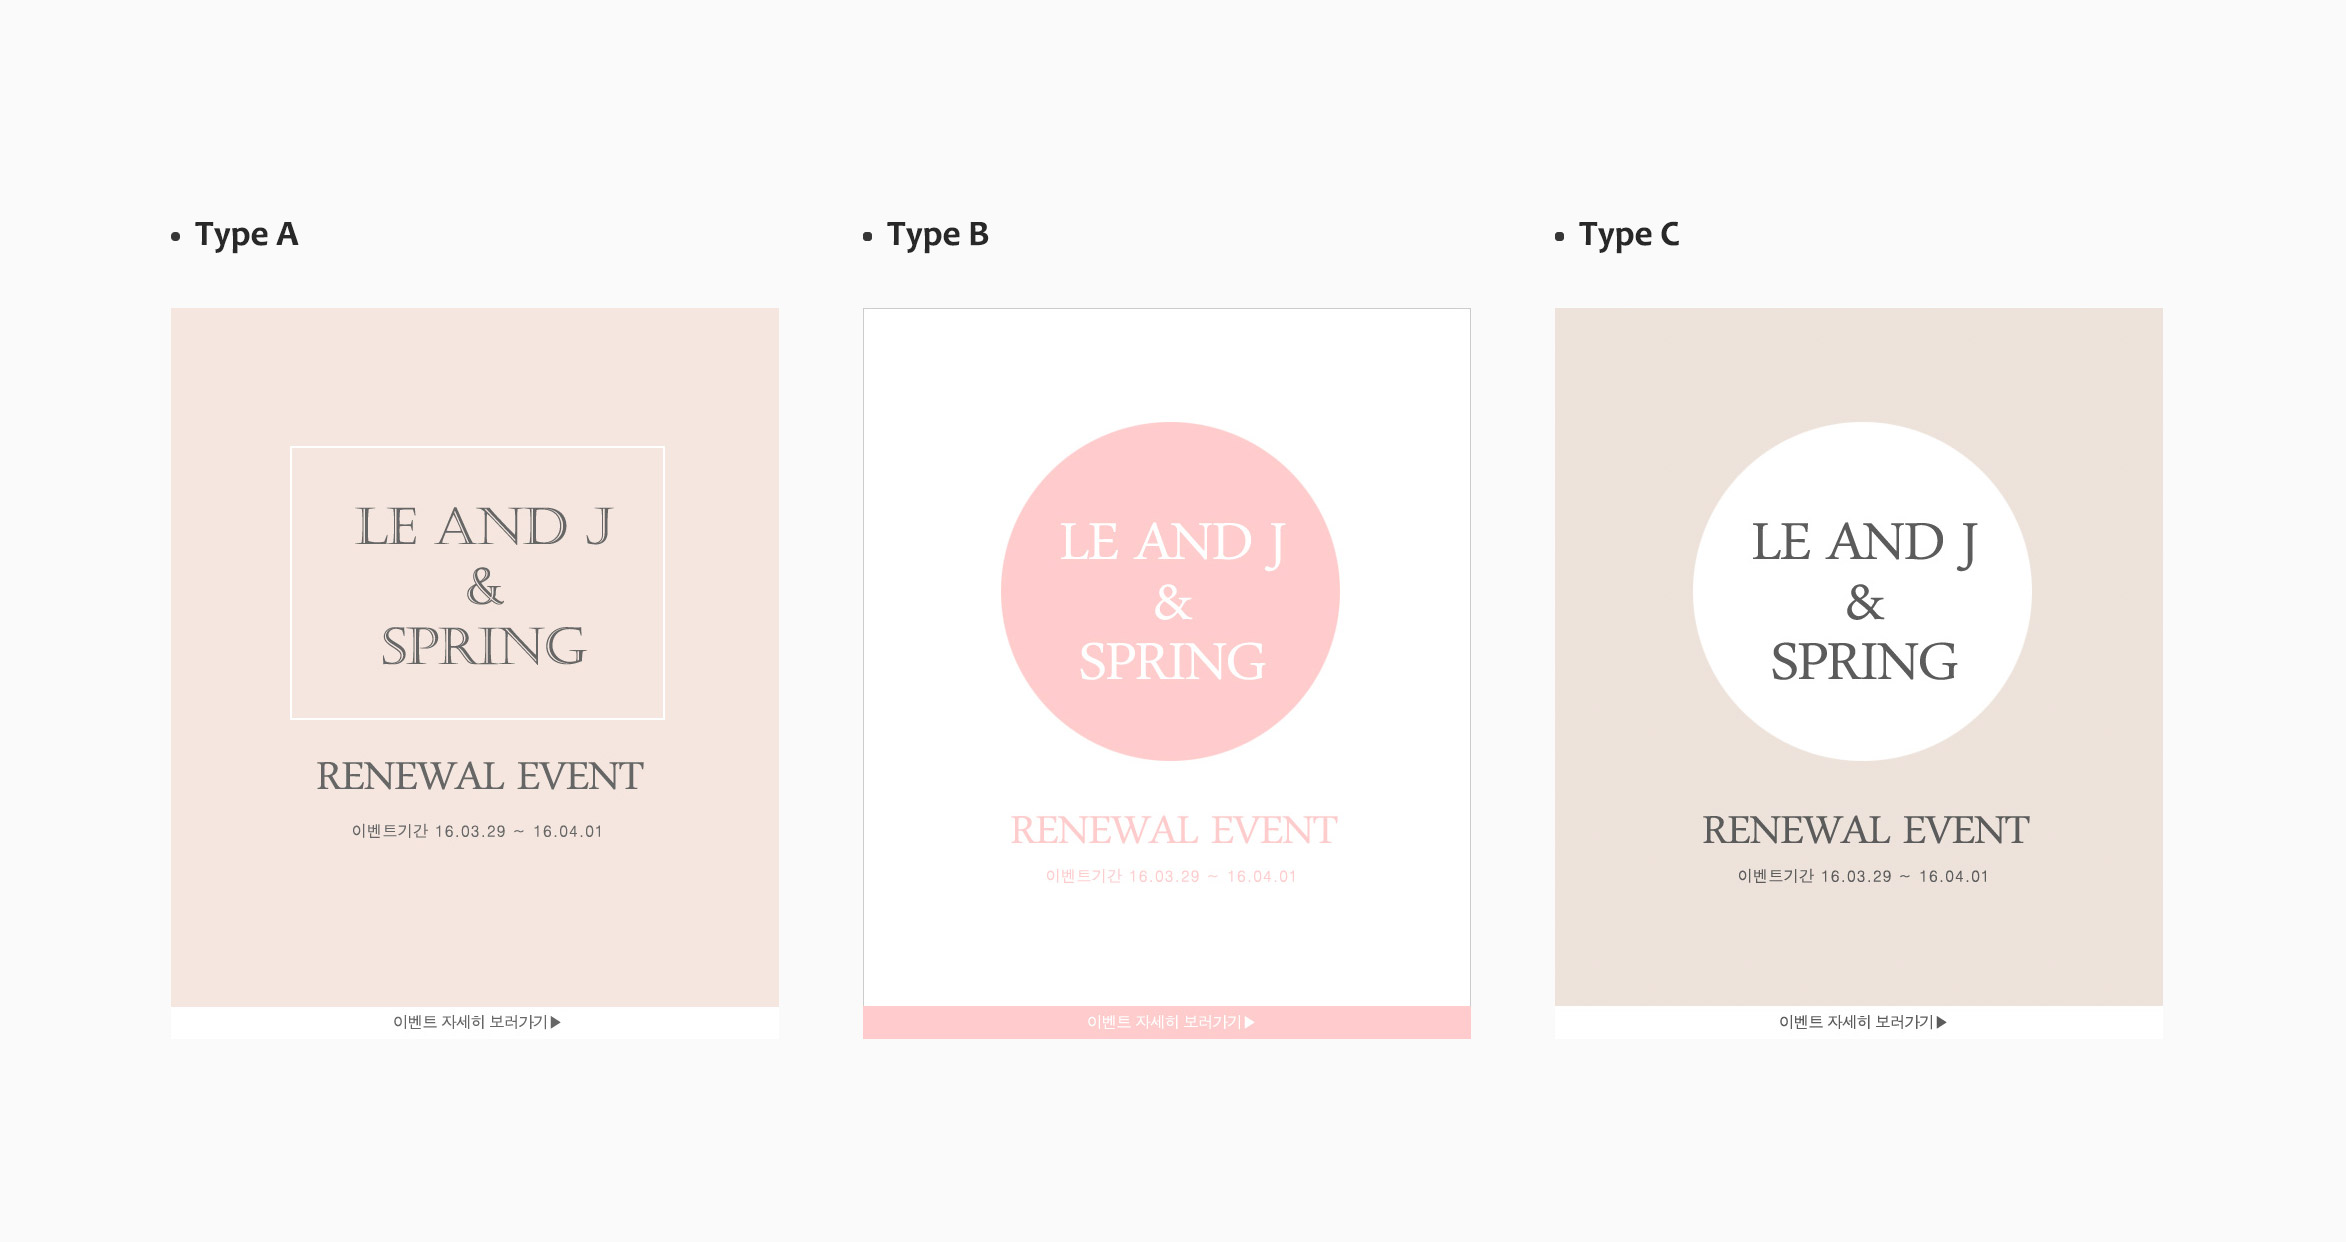 Type A
LE AND J
&
SPRING
RENEWAL EVENT
이벤트기간 16.03.29 ~ 16.04.01
이벤트 자세히 보러가기▶
Type B
LE AND J
&
SPRING
RENEWAL EVENT
이벤트기간 16.03.29 ~ 16.04.01
이벤트 자세히 보러가기▶
Type C
LE AND J
&
SPRING
RENEWAL EVENT
이벤트기간 16.03.29 ~ 16.04.01
이벤트 자세히 보러가기▶